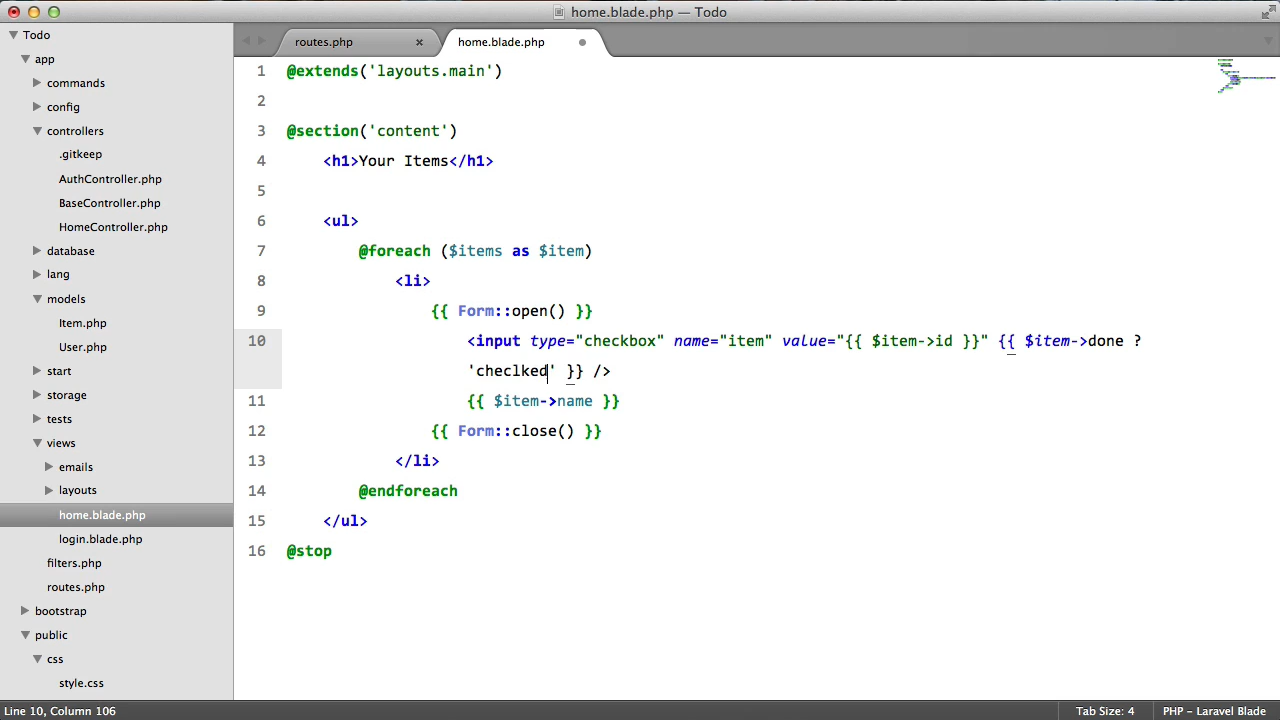 home.blade.php — Todo
Todo
app
commands
config
controllers
.gitkeep
AuthController.php
BaseController.php
HomeController.php
database
lang
models
Item.php
User.php
start
storage
tests
views
emails
layouts
home.blade.php
login.blade.php
filters.php
routes.php
bootstrap
public
css
style.css
routes.php ×
home.blade.php
1 @extends('layouts.main')
2
3 @section('content')
4 <h1>Your Items</h1>
5
6 <ul>
7 @foreach ($items as $item)
8 <li>
9 {{ Form::open() }}
10 <input type="checkbox" name="item" value="{{ $item->id }}" {{ $item->done ?
'checlked' }} />
11 {{ $item->name }}
12 {{ Form::close() }}
13 </li>
14 @endforeach
15 </ul>
16 @stop
Line 10, Column 106
Tab Size: 4
PHP - Laravel Blade